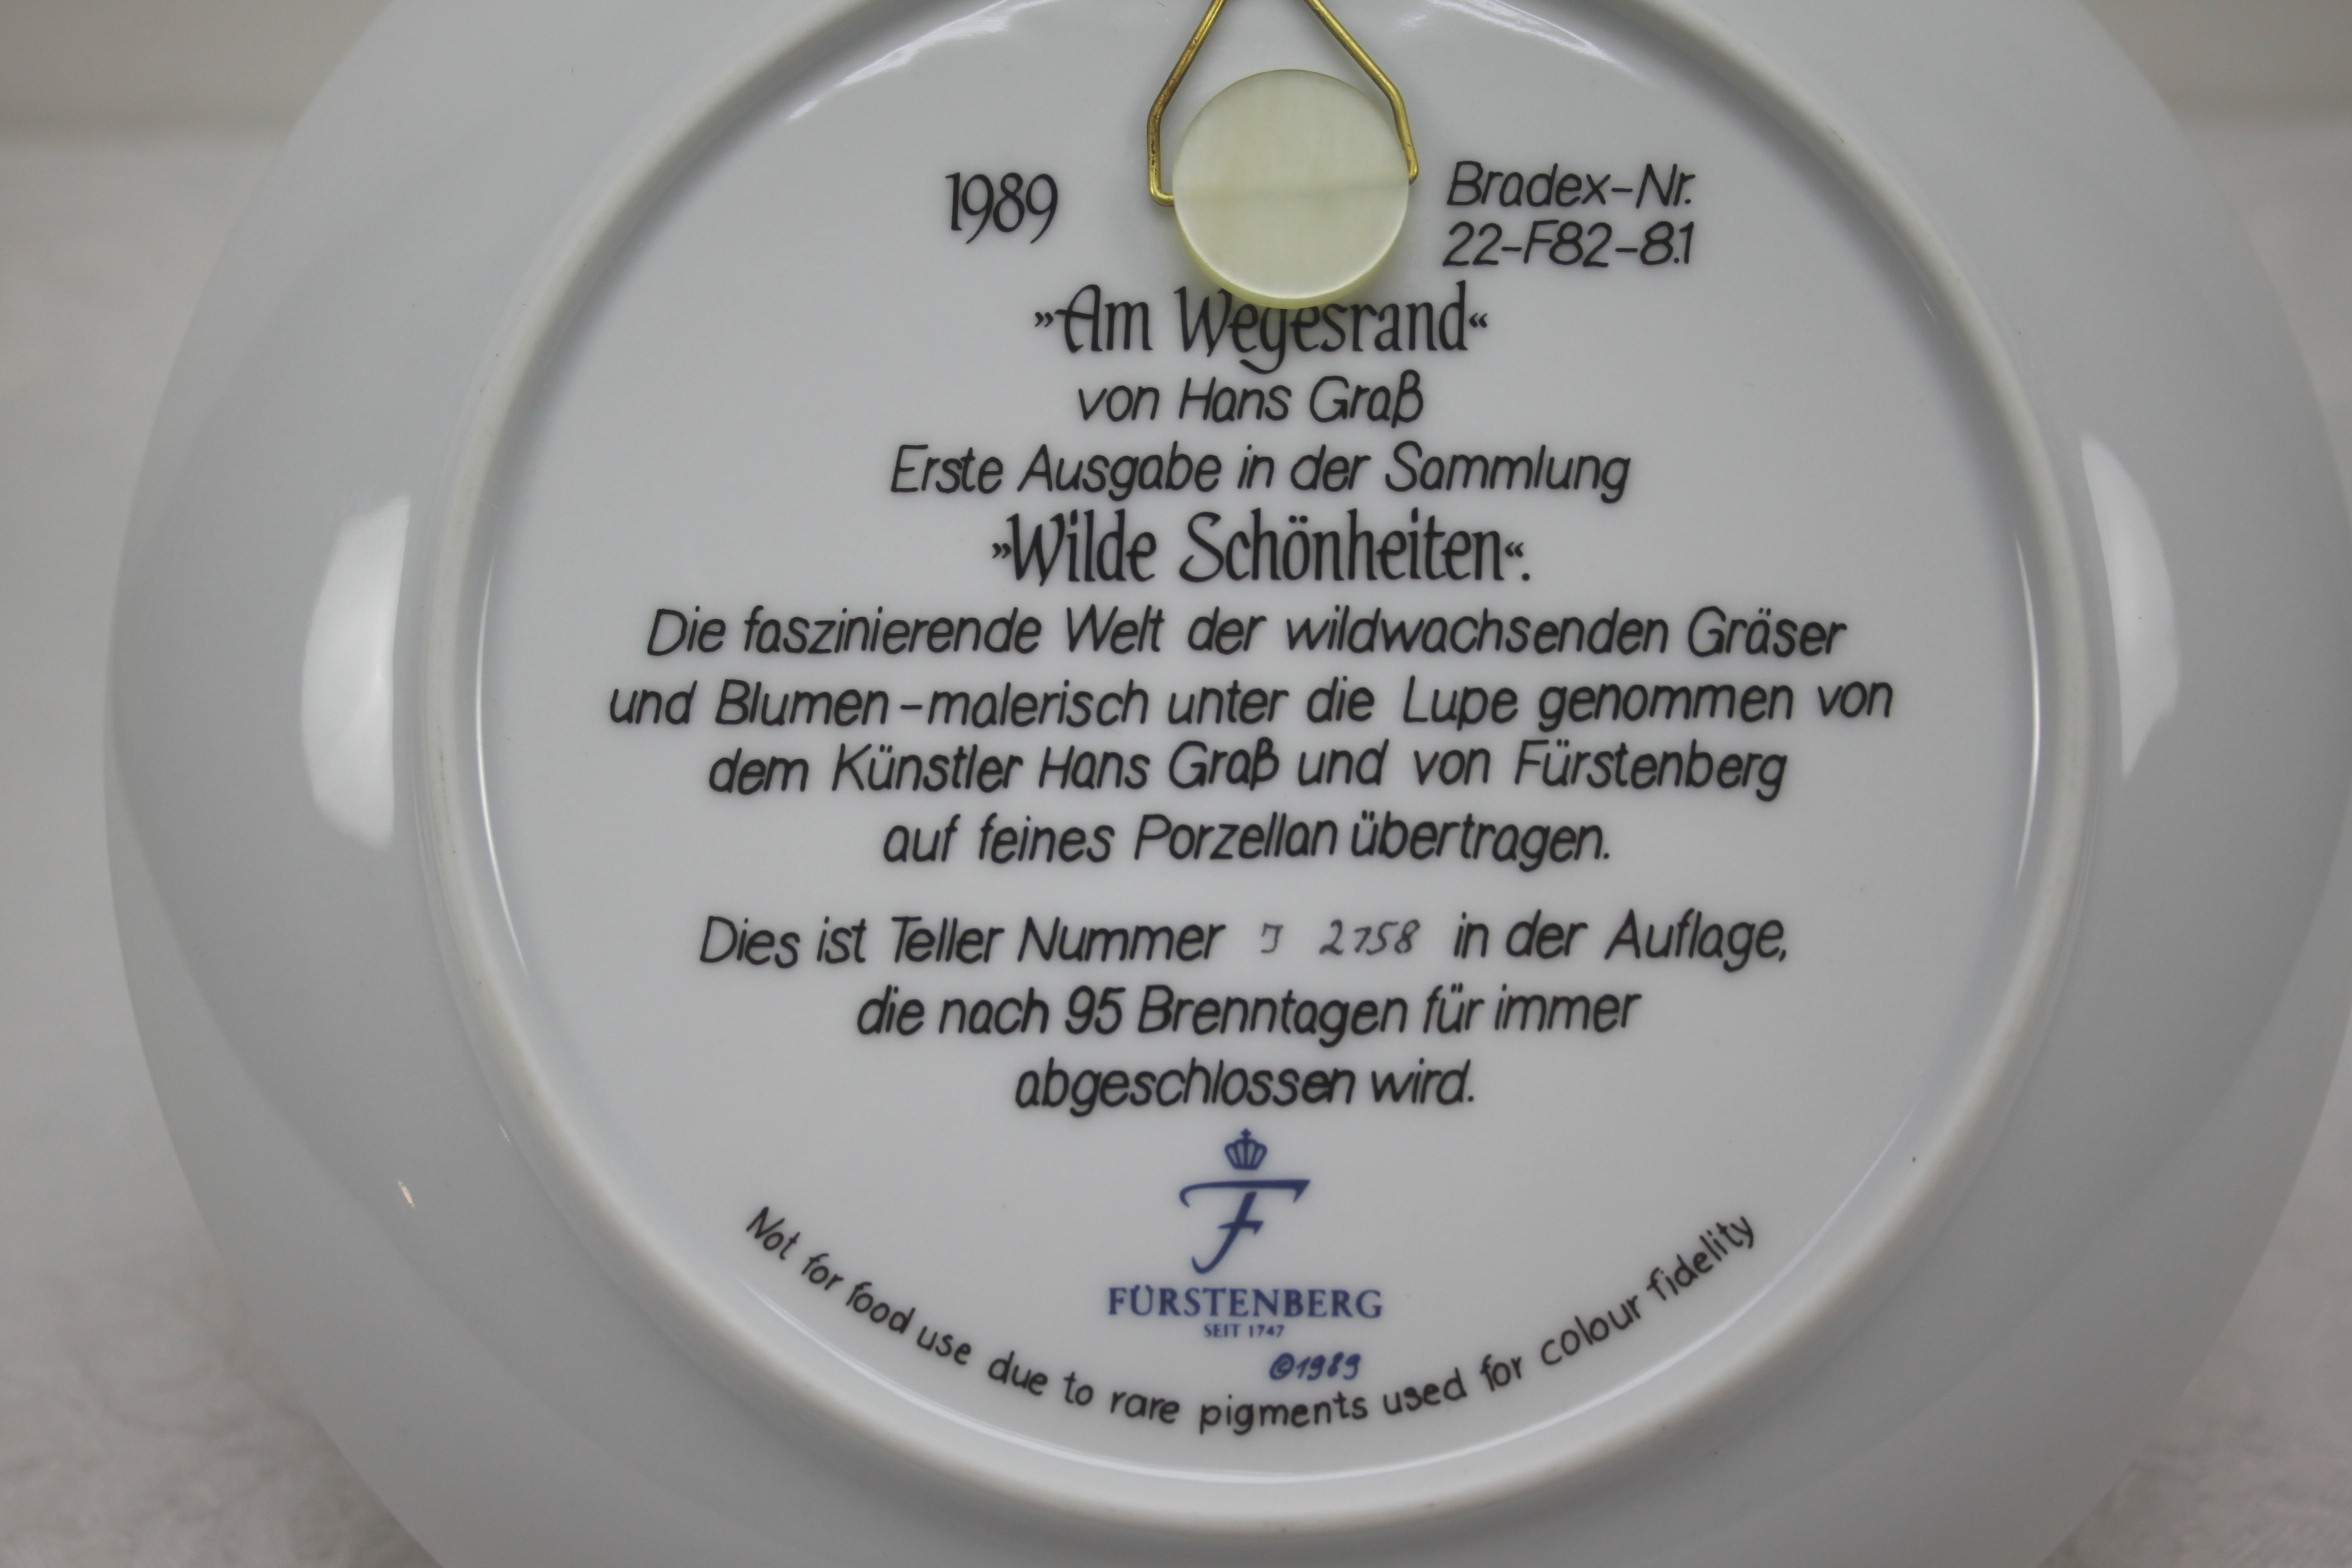 1989
Bradex-Nr.
22-F82-8.1
»Am Wegesrand«
von Hans Graß
Erste Ausgabe in der Sammlung
»Wilde Schönheiten«.
Die faszinierende Welt der wildwachsenden Gräser
und Blumen-malerisch unter die Lupe genommen von
dem Künstler Hans Graß und von Fürstenberg
auf feines Porzellan übertragen.
Dies ist Teller Nummer J 2758 in der Auflage,
die nach 95 Brenntagen für immer
abgeschlossen wird.
F
FÜRSTENBERG
SEIT 1747
©1989
Not for food use due to rare pigments used for colour fidelity